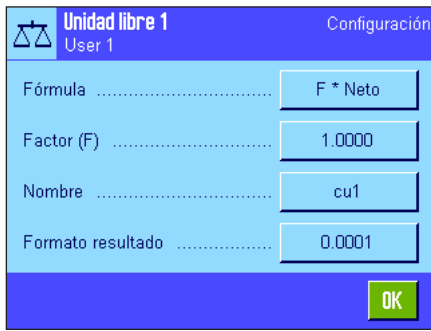 Unidad libre 1
Configuración
User 1
Fórmula ................................ F * Neto
Factor (F) ............................. 1.0000
Nombre ................................ cu1
Formato resultado ................. 0.0001
OK